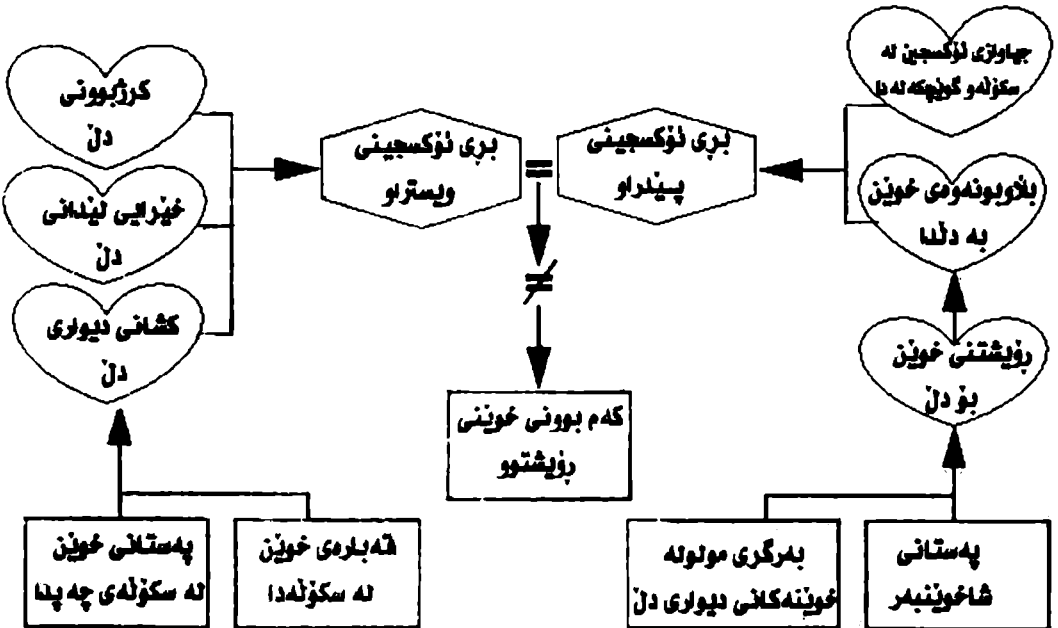 جیاوازی ئۆکسجین لە
سکۆڵەو گوێچکە لەدا
کرژبوونی
دڵ
بڕی ئۆکسجینی
پێدراو
بڕی ئۆکسجینی
ویستراو
=
بڵاوبونەوەی خوێن
بە دڵدا
خێرایی لێدانی
دڵ
≠
کشانی دیواری
دڵ
ڕۆیشتنی خوێن
بۆ دڵ
کەم بوونی خوێنی
ڕۆیشتوو
پەستانی
شاخوێنبەر
بەرگری مولولە
خوێنەکانی دیواری دڵ
قەبارەی خوێن
لە سکۆڵەدا
پەستانی خوێن
لە سکۆڵەی چەپدا